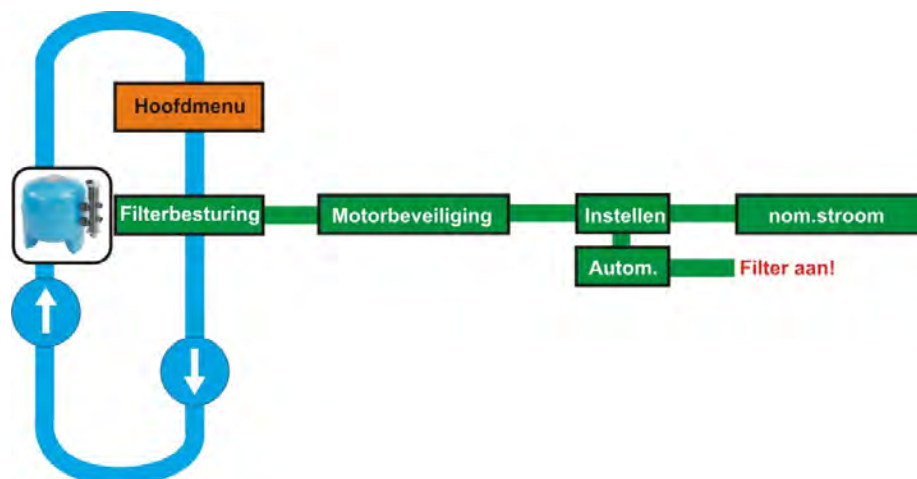 Hoofdmenu
Filterbesturing
Motorbeveiliging
Instellen
nom.stroom
Autom.
Filter aan!